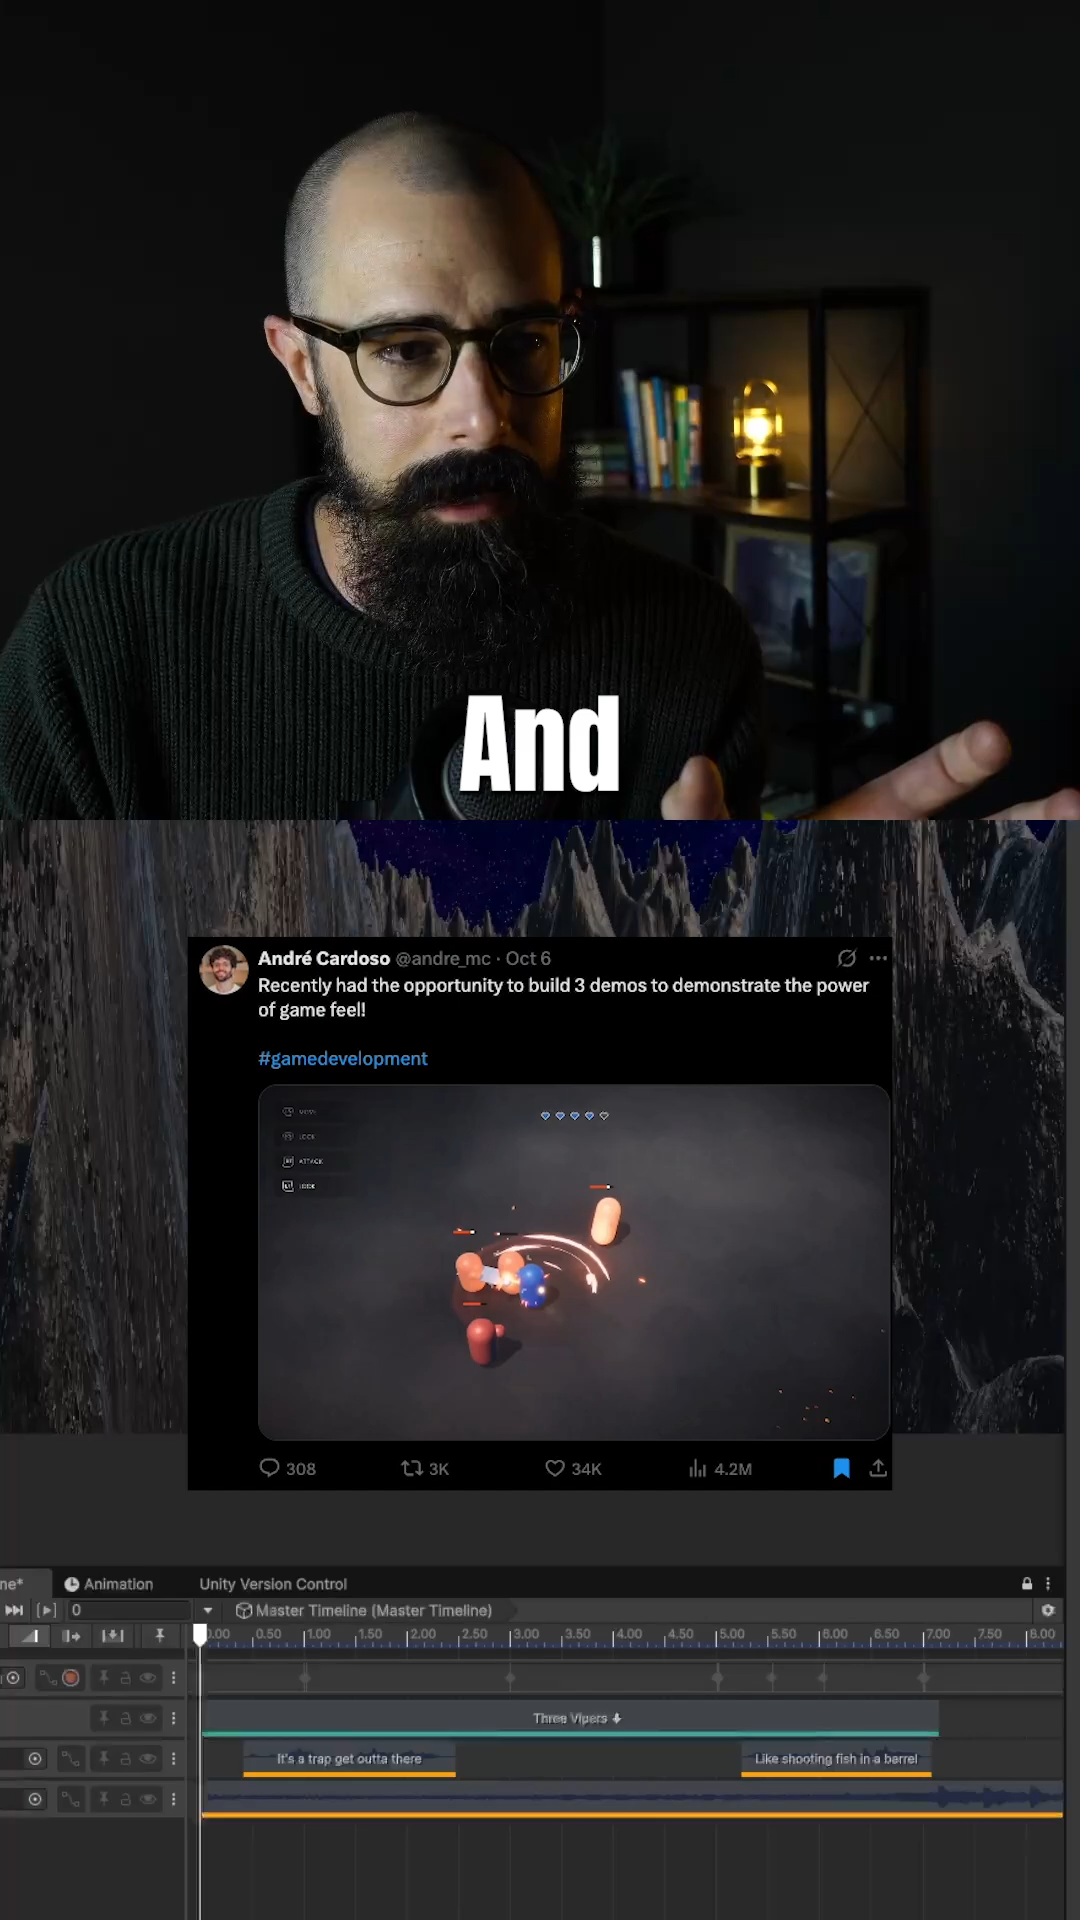 And
André Cardoso @andre_mc · Oct 6
Recently had the opportunity to build 3 demos to demonstrate the power
of game feel!
#gamedevelopment
MOVE
LOCK
ATTACK
LOCK
308 3K 34K 4.2M
ne* Animation Unity Version Control
0 Master Timeline (Master Timeline)
0.00 0.50 1.00 1.50 2.00 2.50 3.00 3.50 4.00 4.50 5.00 5.50 6.00 6.50 7.00 7.50 8.00
Three Vipers
It's a trap get outta there Like shooting fish in a barrel